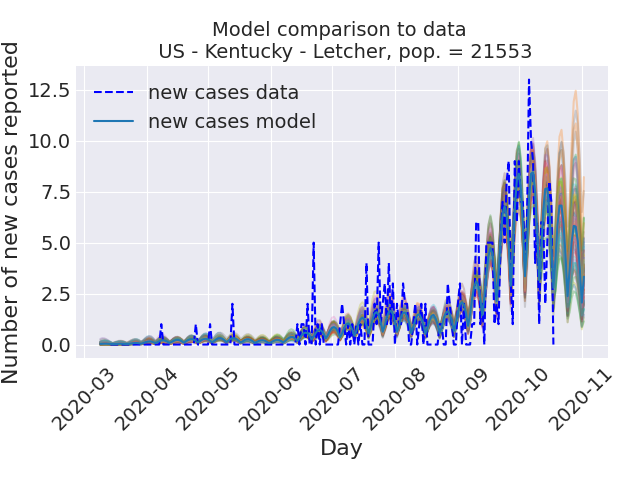 Model comparison to data
US - Kentucky - Letcher, pop. = 21553
Number of new cases reported
12.5
10.0
7.5
5.0
2.5
0.0
new cases data
new cases model
2020-03
2020-04
2020-05
2020-06
2020-07
2020-08
2020-09
2020-10
2020-11
Day